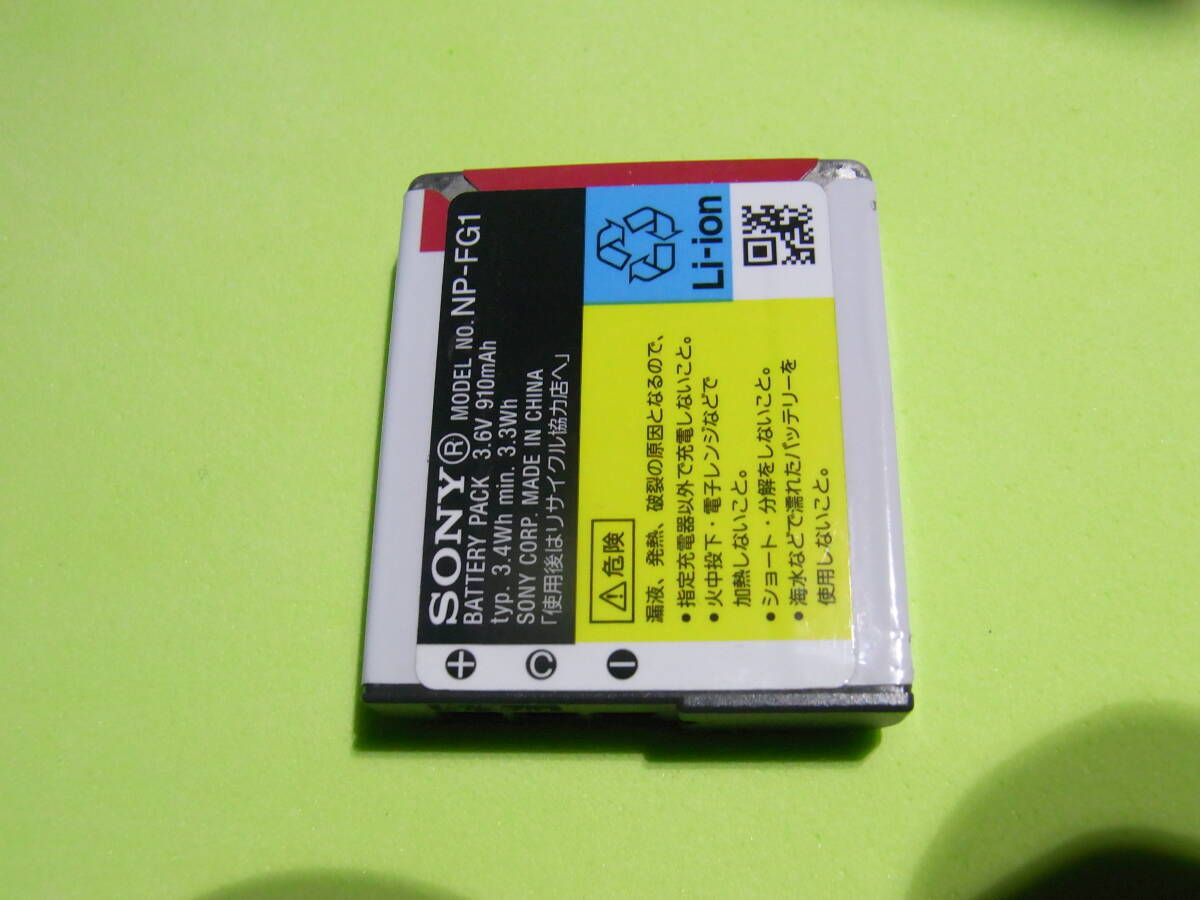 SONY® MODEL NO. NP-FG1
BATTERY PACK 3.6V 910mAh
typ. 3.4Wh min. 3.3Wh
SONY CORP. MADE IN CHINA
「使用後はリサイクル協力店へ」
Li-ion
⚠危険
漏液、発熱、破裂の原因となるので、
•指定充電器以外で充電しないこと。
•火中投下・電子レンジなどで
加熱しないこと。
•ショート・分解をしないこと。
•海水などで濡れたバッテリーを
使用しないこと。
+ C −